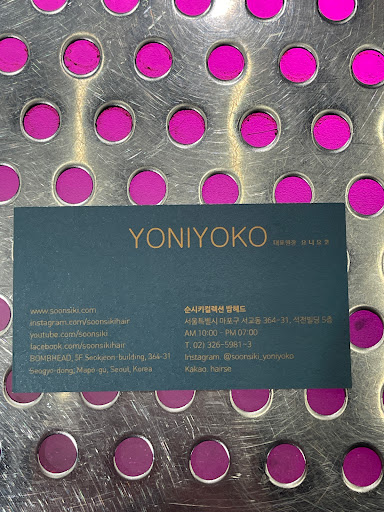 YONIYOKO 대표원장 요니요코
www.soonsiki.com
instagram.com/soonsikihair
youtube.com/soonsiki
facebook.com/soonsikihair
BOMBHEAD, 5F Seokjeon-building, 364-31
Seogyo-dong, Mapo-gu, Seoul, Korea
순시키컬렉션 밤헤드
서울특별시 마포구 서교동 364-31, 석전빌딩 5층
AM 10:00 - PM 07:00
T. 02) 326-5981~3
Instagram. @soonsiki_yoniyoko
Kakao. hairse